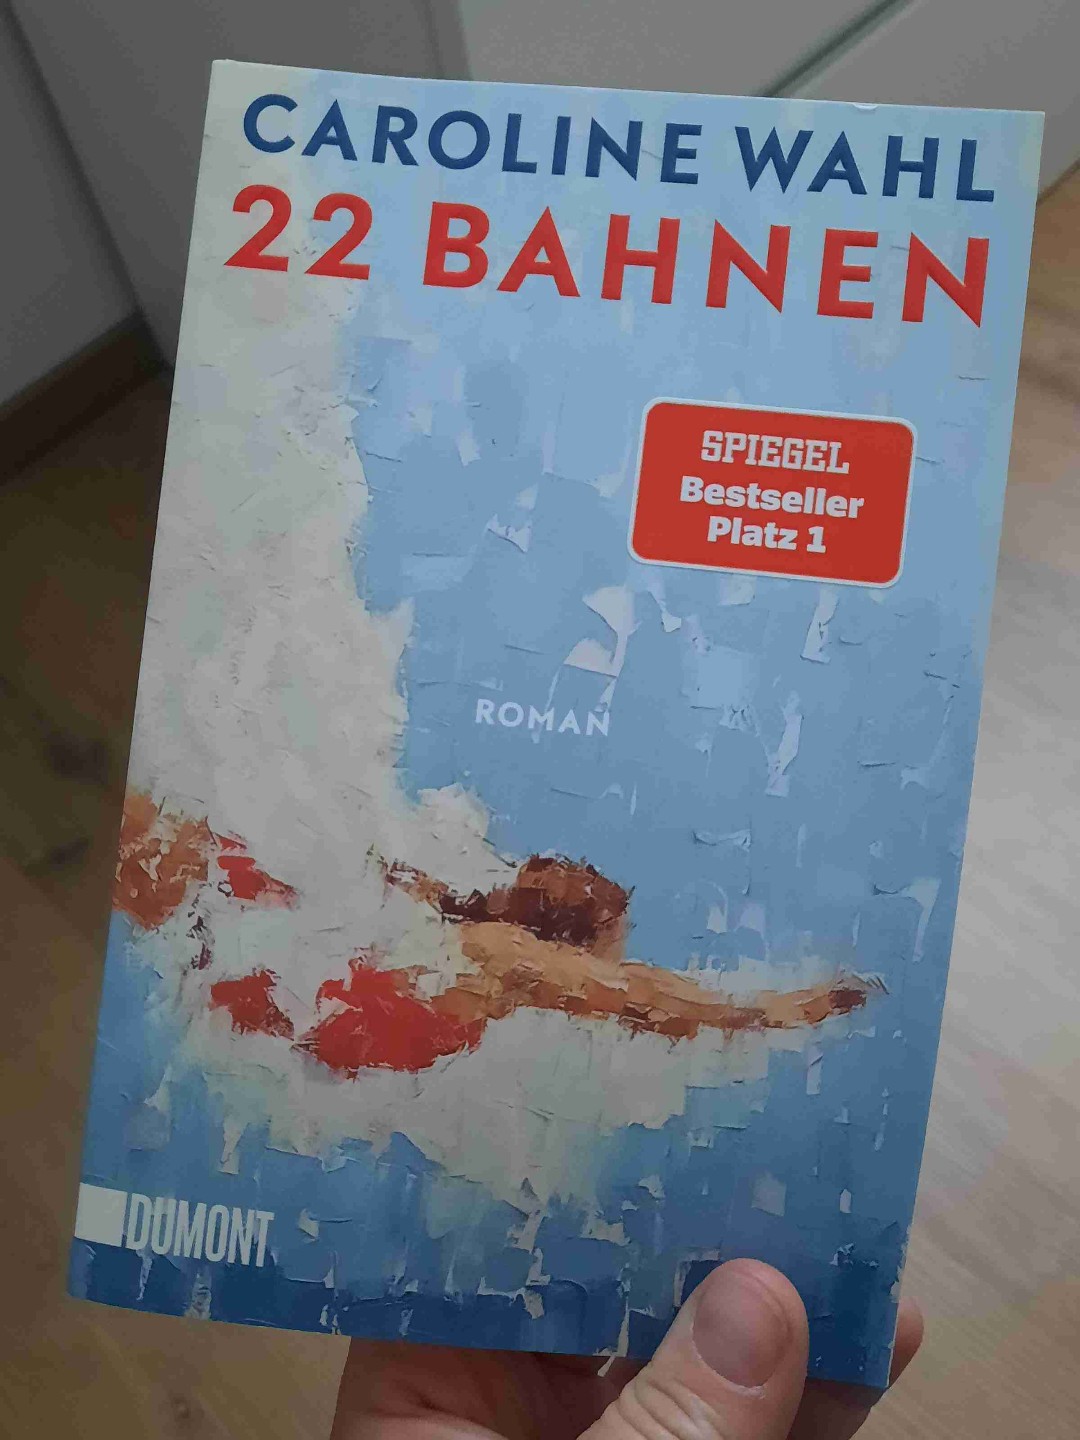 CAROLINE WAHL
22 BAHNEN
SPIEGEL
Bestseller
Platz 1
ROMAN
DUMONT